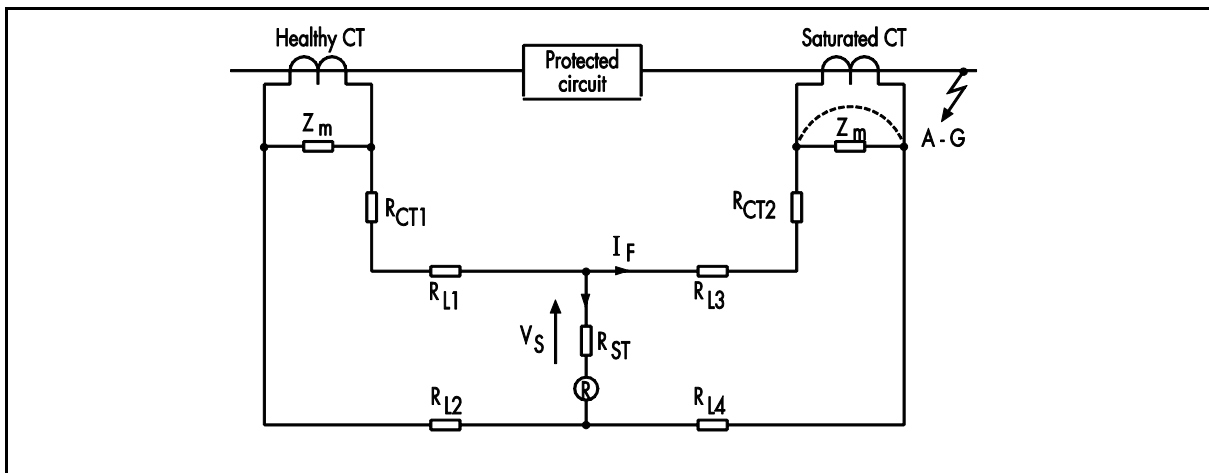 Healthy CT
Saturated CT
Protected
circuit
Z m
Z m
A - G
R CT1
R CT2
I F
R L1
R L3
V S
R ST
R
R L2
R L4